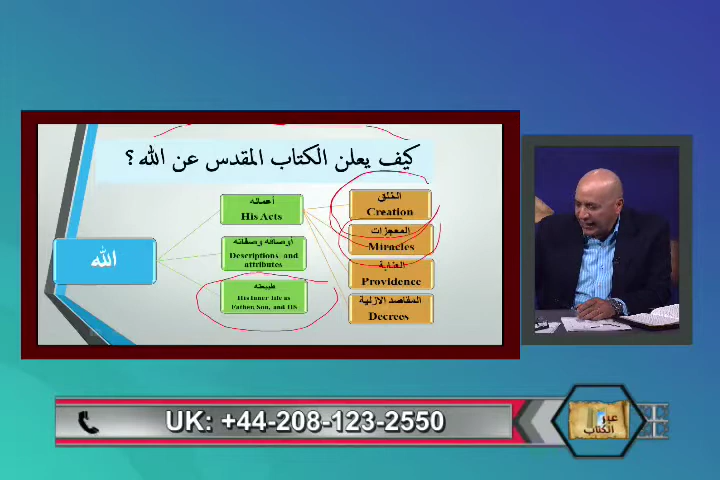 كيف يعلن الكتاب المقدس عن الله ؟
الله
أعماله
His Acts
أوصافه وصفاته
Descriptions and
attributes
طبيعته
His Inner life as
Father, Son, and HS
الخلق
Creation
المعجزات
Miracles
العناية
Providence
المقاصد الازلية
Decrees
UK: +44-208-123-2550
عبر
الكتاب